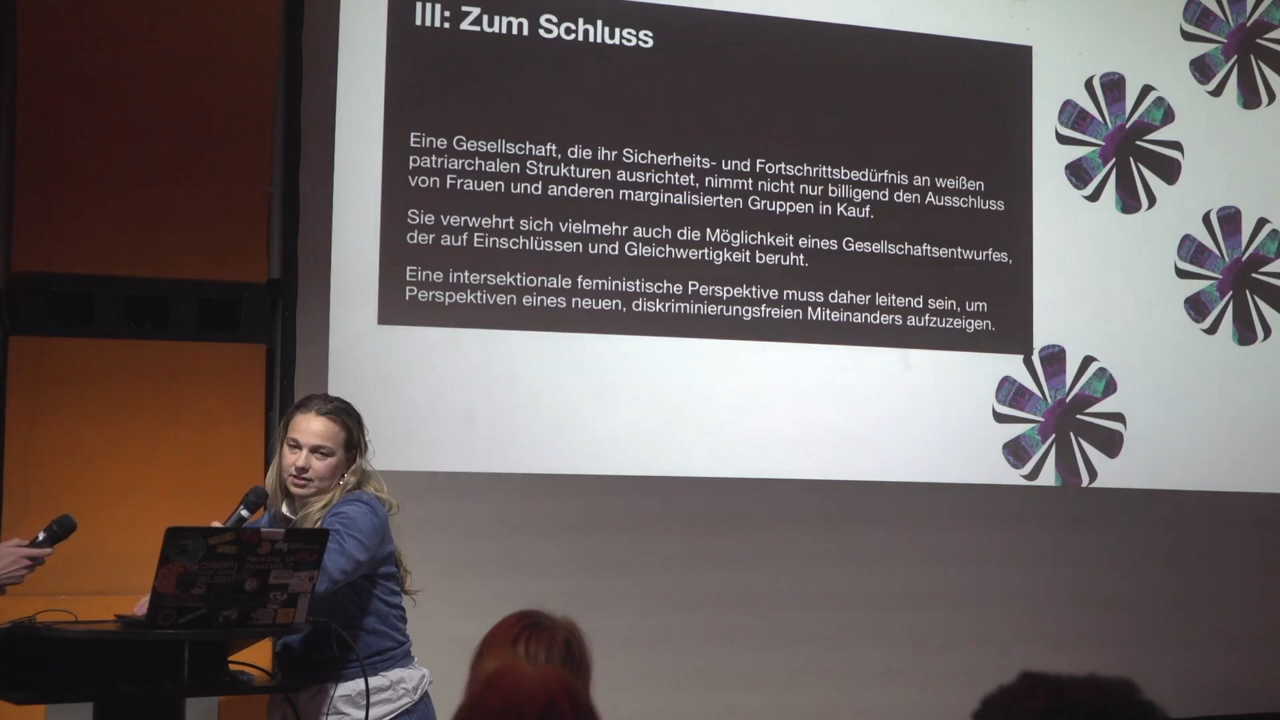 III: Zum Schluss
Eine Gesellschaft, die ihr Sicherheits- und Fortschrittsbedürfnis an weißen
patriarchalen Strukturen ausrichtet, nimmt nicht nur billigend den Ausschluss
von Frauen und anderen marginalisierten Gruppen in Kauf.
Sie verwehrt sich vielmehr auch die Möglichkeit eines Gesellschaftsentwurfes,
der auf Einschlüssen und Gleichwertigkeit beruht.
Eine intersektionale feministische Perspektive muss daher leitend sein, um
Perspektiven eines neuen, diskriminierungsfreien Miteinanders aufzuzeigen.